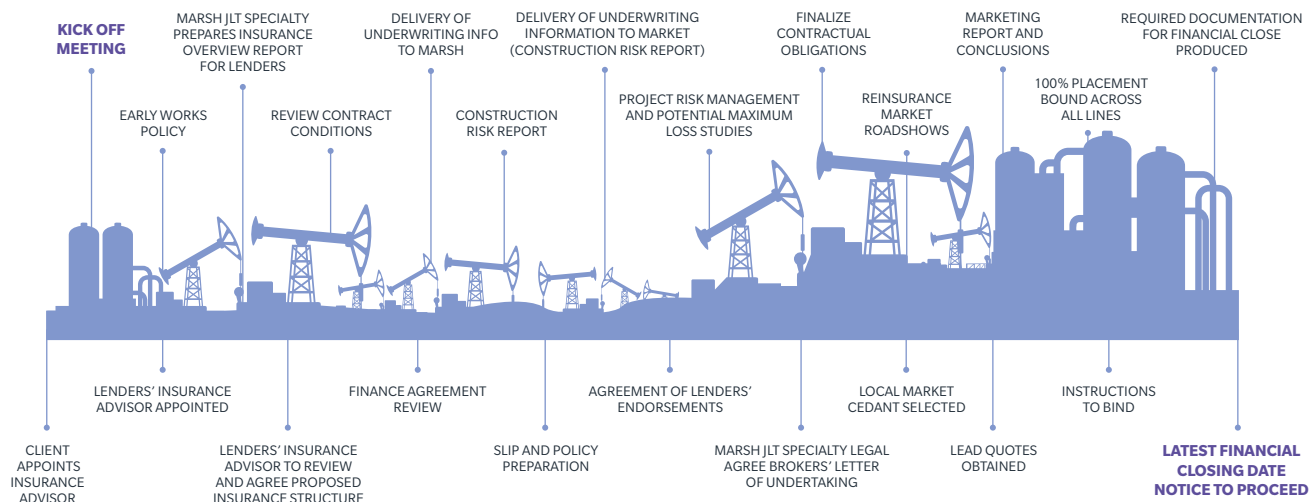 KICK OFF
MEETING
MARSH JLT SPECIALTY
PREPARES INSURANCE
OVERVIEW REPORT
FOR LENDERS
DELIVERY OF
UNDERWRITING INFO
TO MARSH
DELIVERY OF UNDERWRITING
INFORMATION TO MARKET
(CONSTRUCTION RISK REPORT)
FINALIZE
CONTRACTUAL
OBLIGATIONS
MARKETING
REPORT AND
CONCLUSIONS
REQUIRED DOCUMENTATION
FOR FINANCIAL CLOSE
PRODUCED
EARLY WORKS
POLICY
REVIEW CONTRACT
CONDITIONS
CONSTRUCTION
RISK REPORT
PROJECT RISK MANAGEMENT
AND POTENTIAL MAXIMUM
LOSS STUDIES
REINSURANCE
MARKET
ROADSHOWS
100% PLACEMENT
BOUND ACROSS
ALL LINES
LENDERS’ INSURANCE
ADVISOR APPOINTED
FINANCE AGREEMENT
REVIEW
AGREEMENT OF LENDERS’
ENDORSEMENTS
LOCAL MARKET
CEDANT SELECTED
INSTRUCTIONS
TO BIND
CLIENT
APPOINTS
INSURANCE
ADVISOR
LENDERS’ INSURANCE
ADVISOR TO REVIEW
AND AGREE PROPOSED
INSURANCE STRUCTURE
SLIP AND POLICY
PREPARATION
MARSH JLT SPECIALTY LEGAL
AGREE BROKERS’ LETTER
OF UNDERTAKING
LEAD QUOTES
OBTAINED
LATEST FINANCIAL
CLOSING DATE
NOTICE TO PROCEED